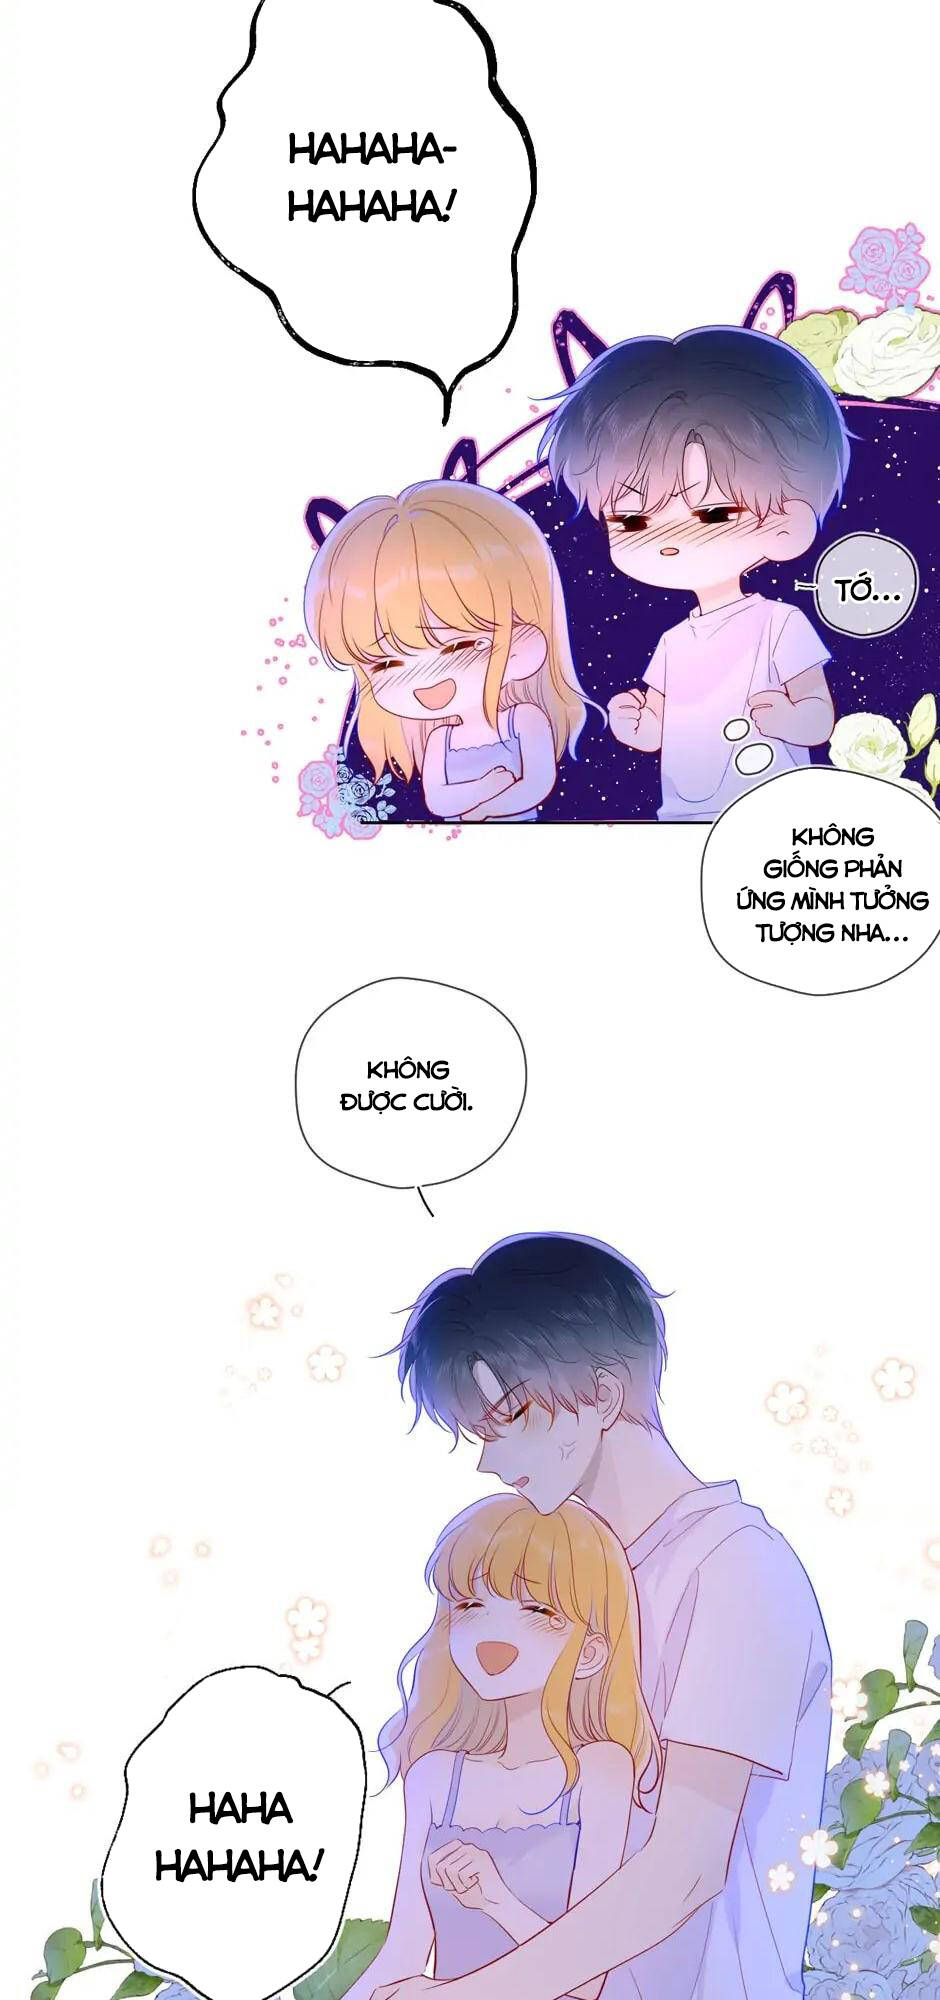 HAHAHA-
HAHAHA!
TỚ...
KHÔNG
GIỐNG PHẢN
ỨNG MÌNH TƯỞNG
TƯỢNG NHA...
KHÔNG
ĐƯỢC CƯỜI.
HAHA
HAHAHA!